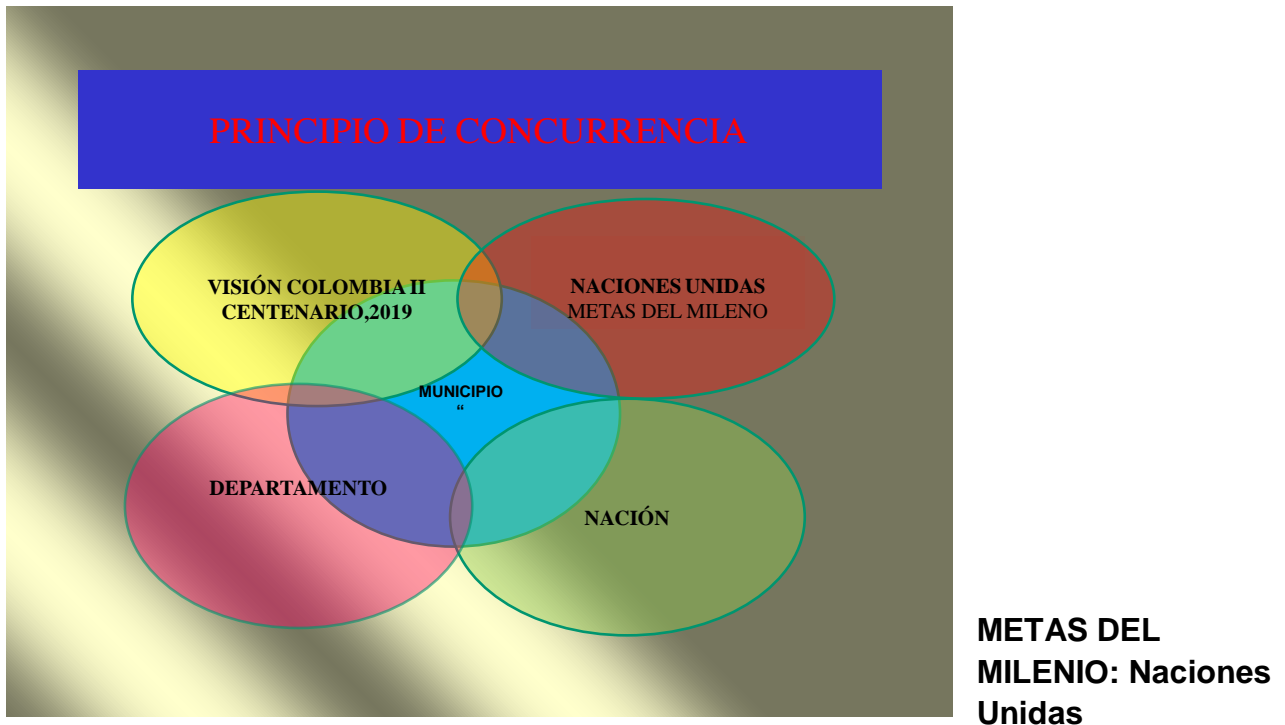 PRINCIPIO DE CONCURRENCIA
VISIÓN COLOMBIA II
CENTENARIO,2019
NACIONES UNIDAS
METAS DEL MILENO
MUNICIPIO
“
DEPARTAMENTO
NACIÓN
METAS DEL
MILENIO: Naciones
Unidas